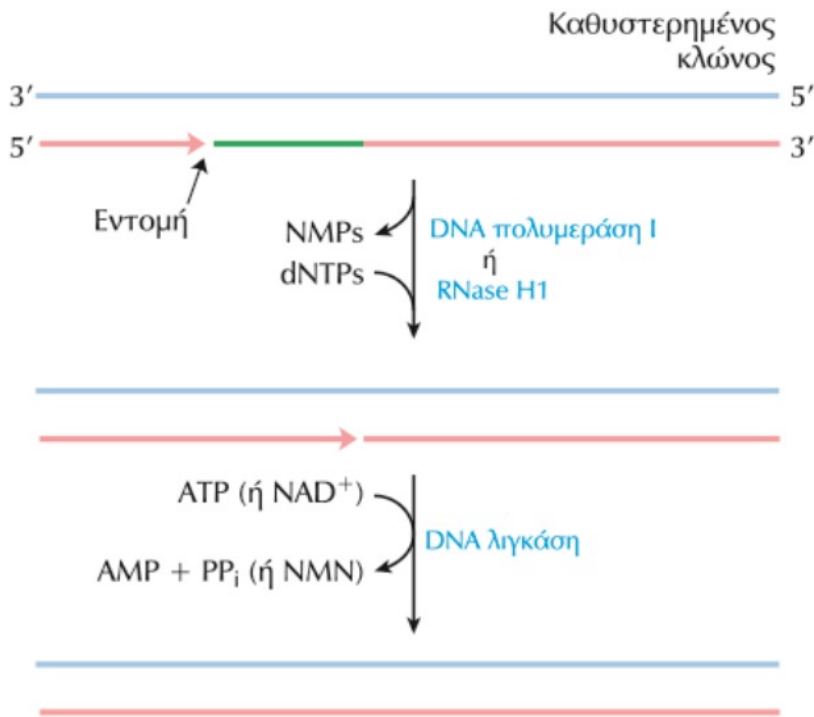 Καθυστερημένος
κλώνος
3′ 5′
5′ 3′
Εντομή
NMPs
dNTPs
DNA πολυμεράση I
ή
RNase H1
ATP (ή NAD⁺)
DNA λιγκάση
AMP + PPᵢ (ή NMN)